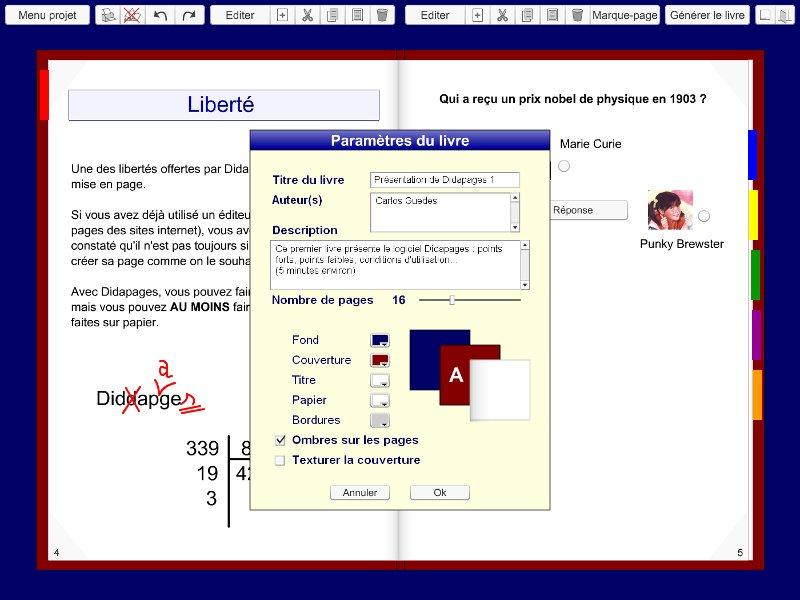 Menu projet
Editer
Editer
Marque-page
Générer le livre
Liberté
Une des libertés offertes par Dida
mise en page.
Si vous avez déjà utilisé un éditeu
pages des sites internet), vous av
constaté qu'il n'est pas toujours si
créer sa page comme on le souha
Avec Didapages, vous pouvez fair
mais vous pouvez AU MOINS fair
faites sur papier.
a
Diddapge s
339 8
19 42
3
4
Paramètres du livre
Titre du livre Présentation de Didapages 1
Auteur(s) Carlos Guedes
Description
Ce premier livre présente le logiciel Didapages : points
forts, points faibles, conditions d'utilisation...
(5 minutes environ)
Nombre de pages 16
Fond
Couverture
Titre
Papier
Bordures
A
Ombres sur les pages
Texturer la couverture
Annuler
Ok
Qui a reçu un prix nobel de physique en 1903 ?
Marie Curie
Réponse
Punky Brewster
5